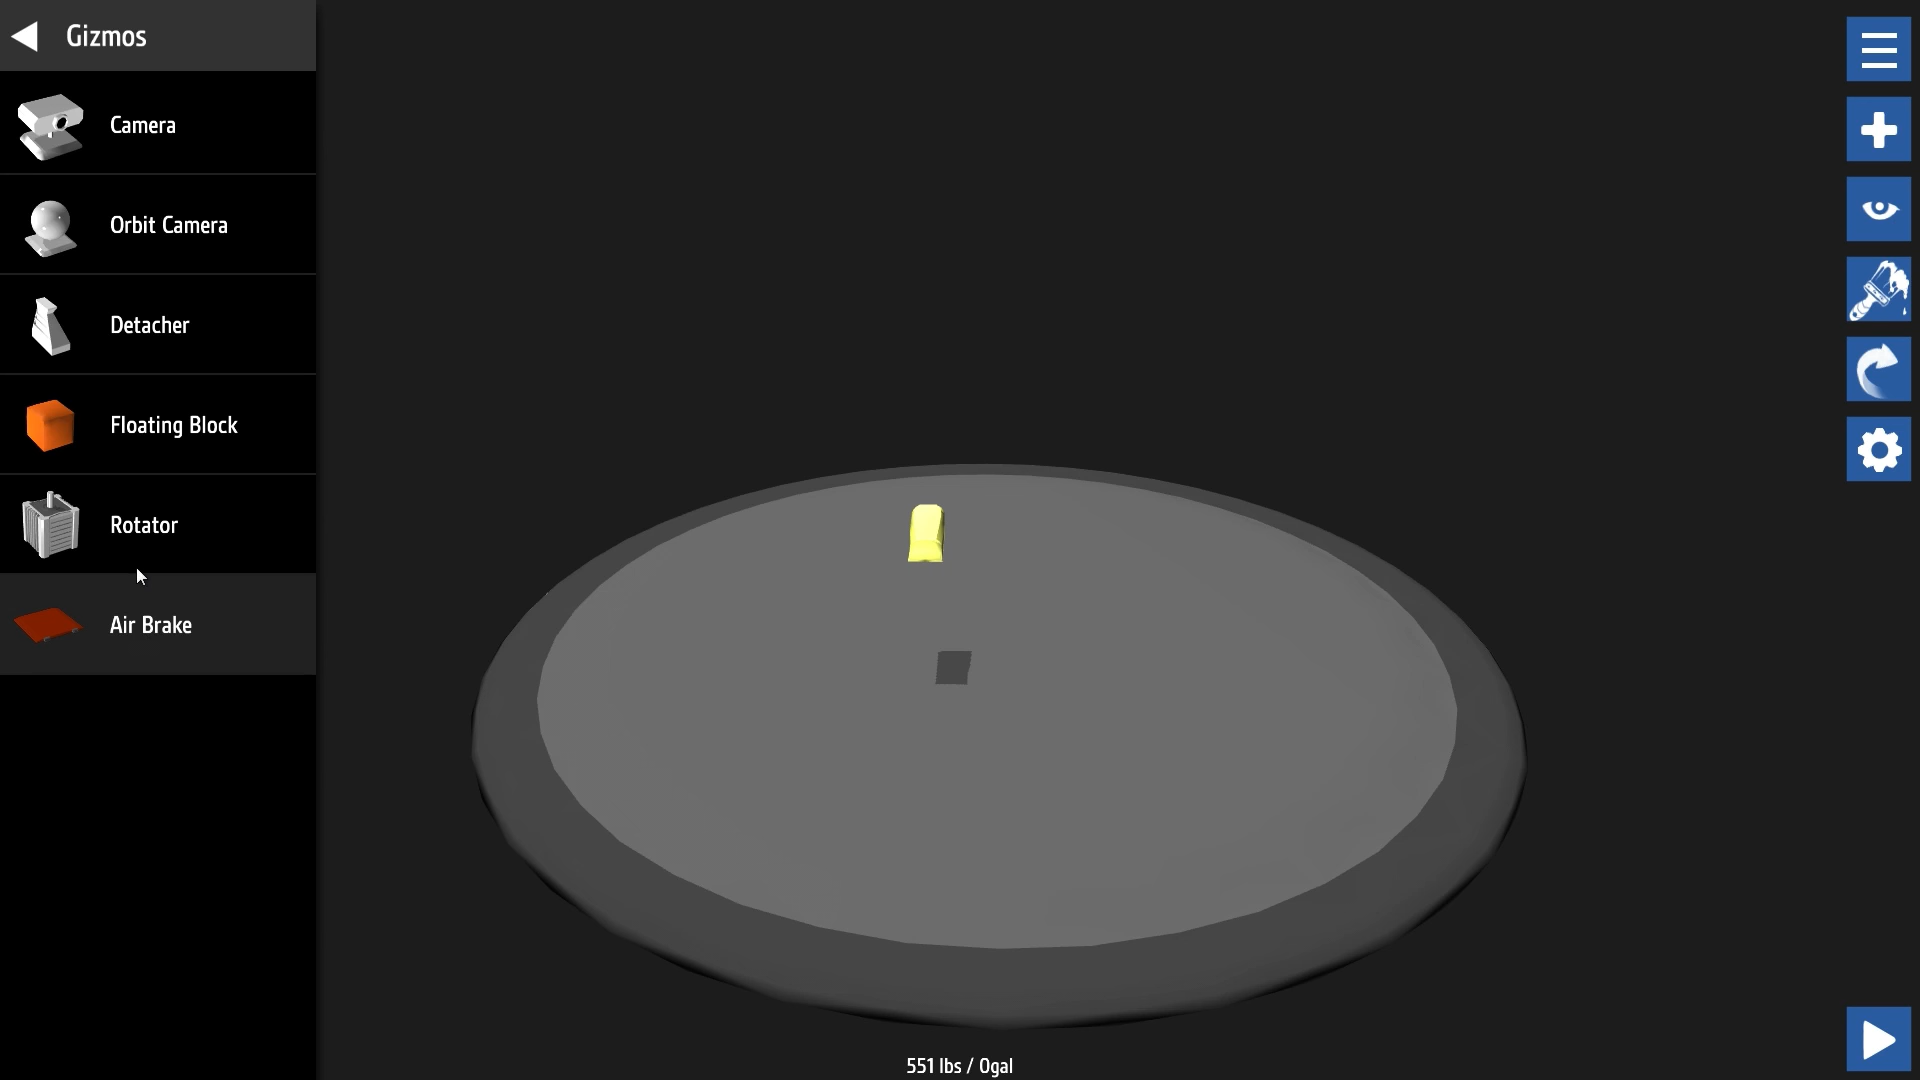 Gizmos
Camera
Orbit Camera
Detacher
Floating Block
Rotator
Air Brake
551 lbs / 0gal